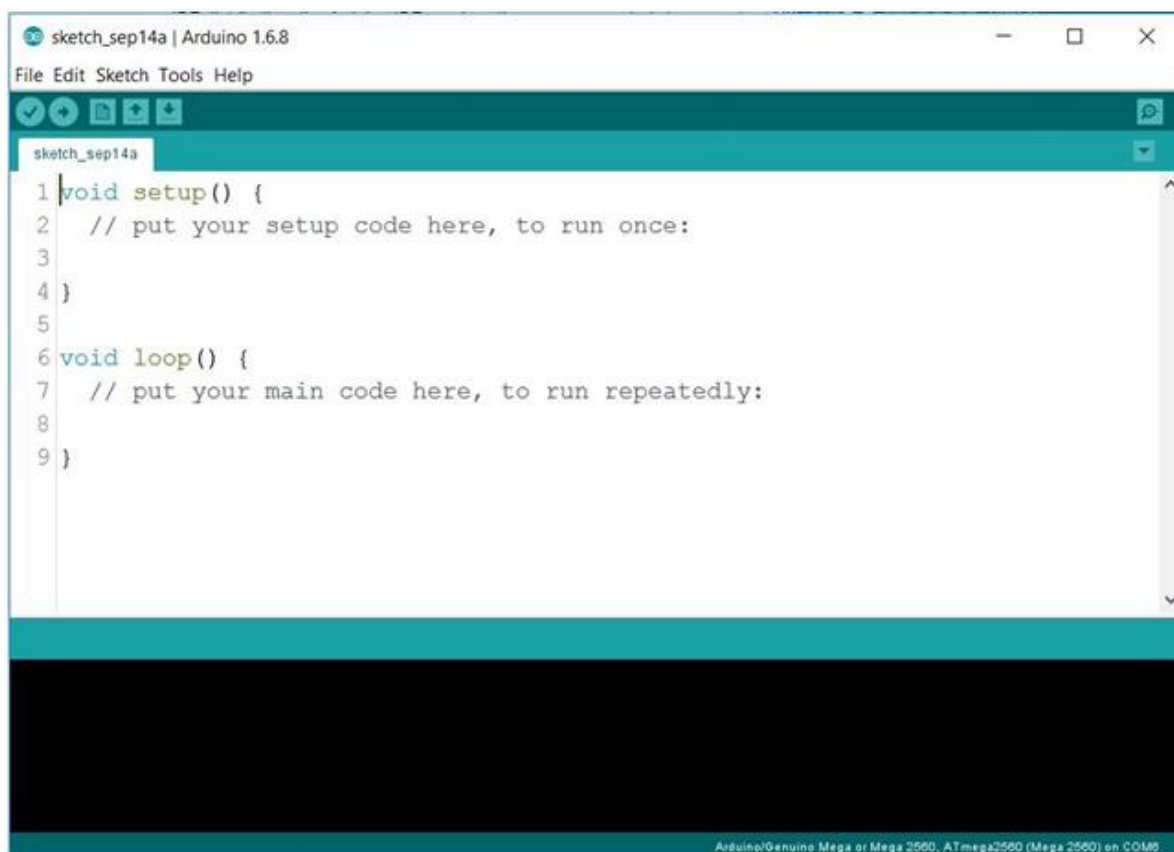 sketch_sep14a | Arduino 1.6.8
File Edit Sketch Tools Help
sketch_sep14a
1 void setup() {
2 // put your setup code here, to run once:
3
4 }
5
6 void loop() {
7 // put your main code here, to run repeatedly:
8
9 }
Arduino/Genuino Mega or Mega 2560, ATmega2560 (Mega 2560) on COM6